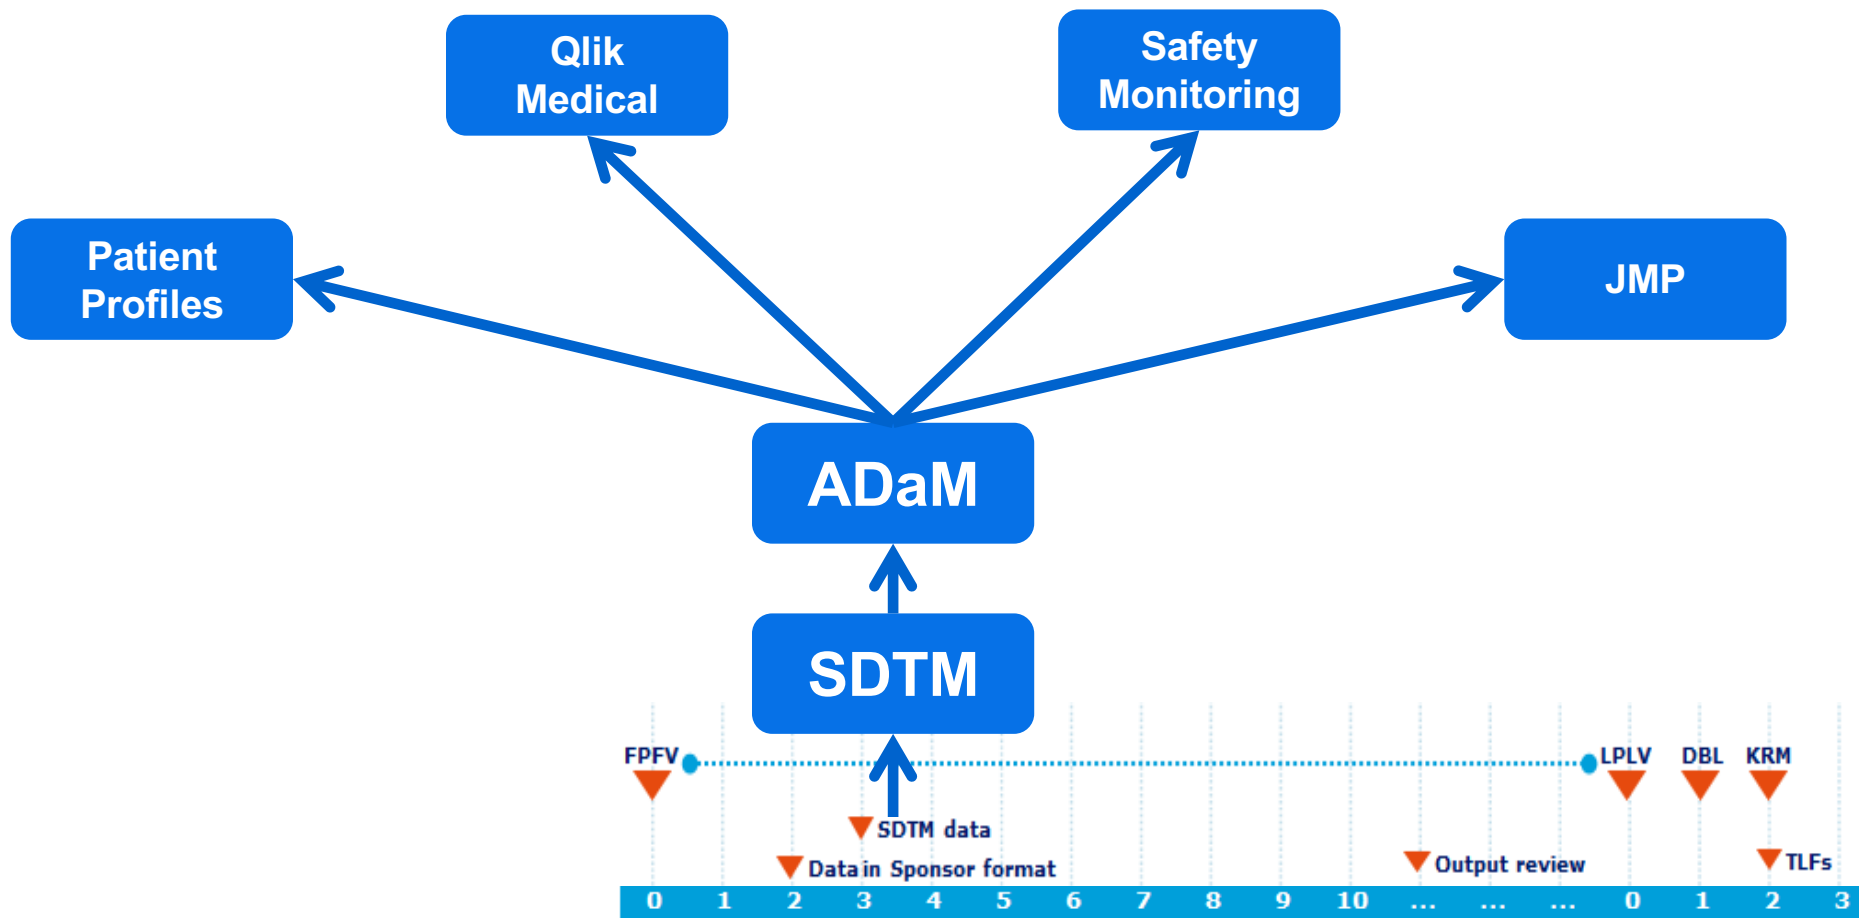 Qlik
Medical
Safety
Monitoring
Patient
Profiles
JMP
ADaM
SDTM
FPFV
LPLV
DBL
KRM
SDTM data
Data in Sponsor format
Output review
TLFs
0 1 2 3 4 5 6 7 8 9 10 ... ... ... 0 1 2 3